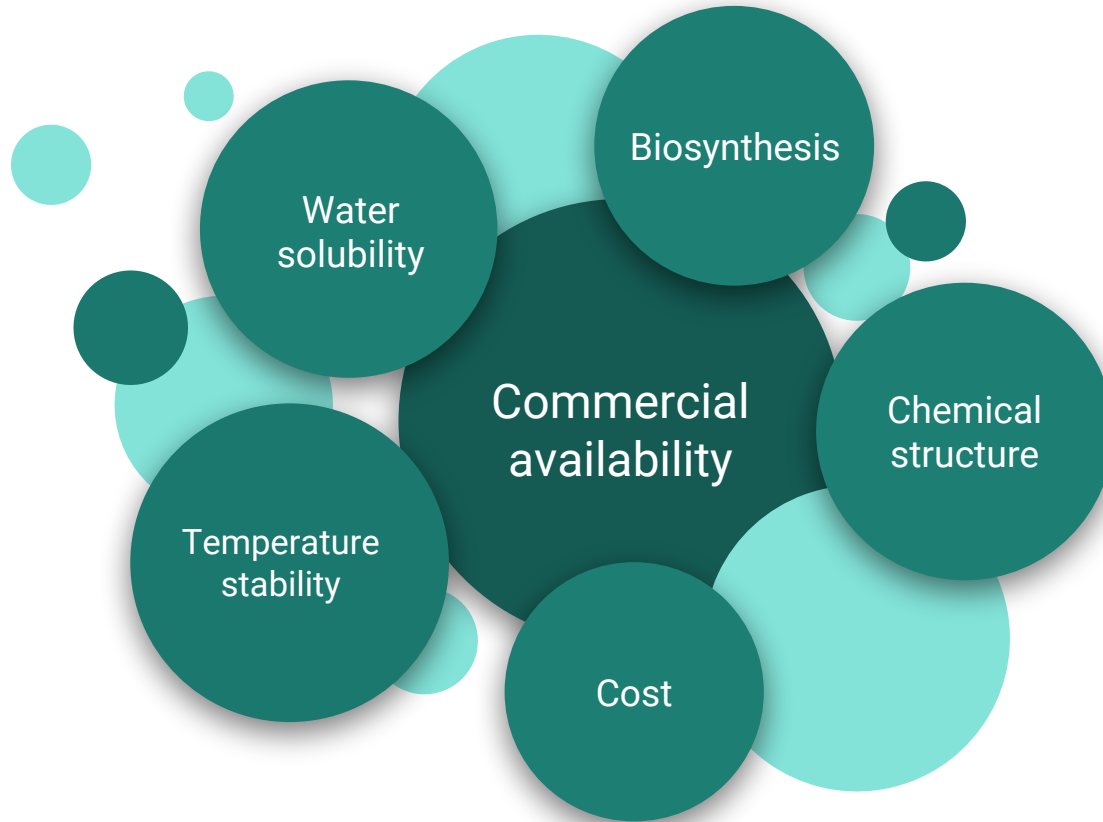 Biosynthesis
Water
solubility
Commercial
availability
Chemical
structure
Temperature
stability
Cost